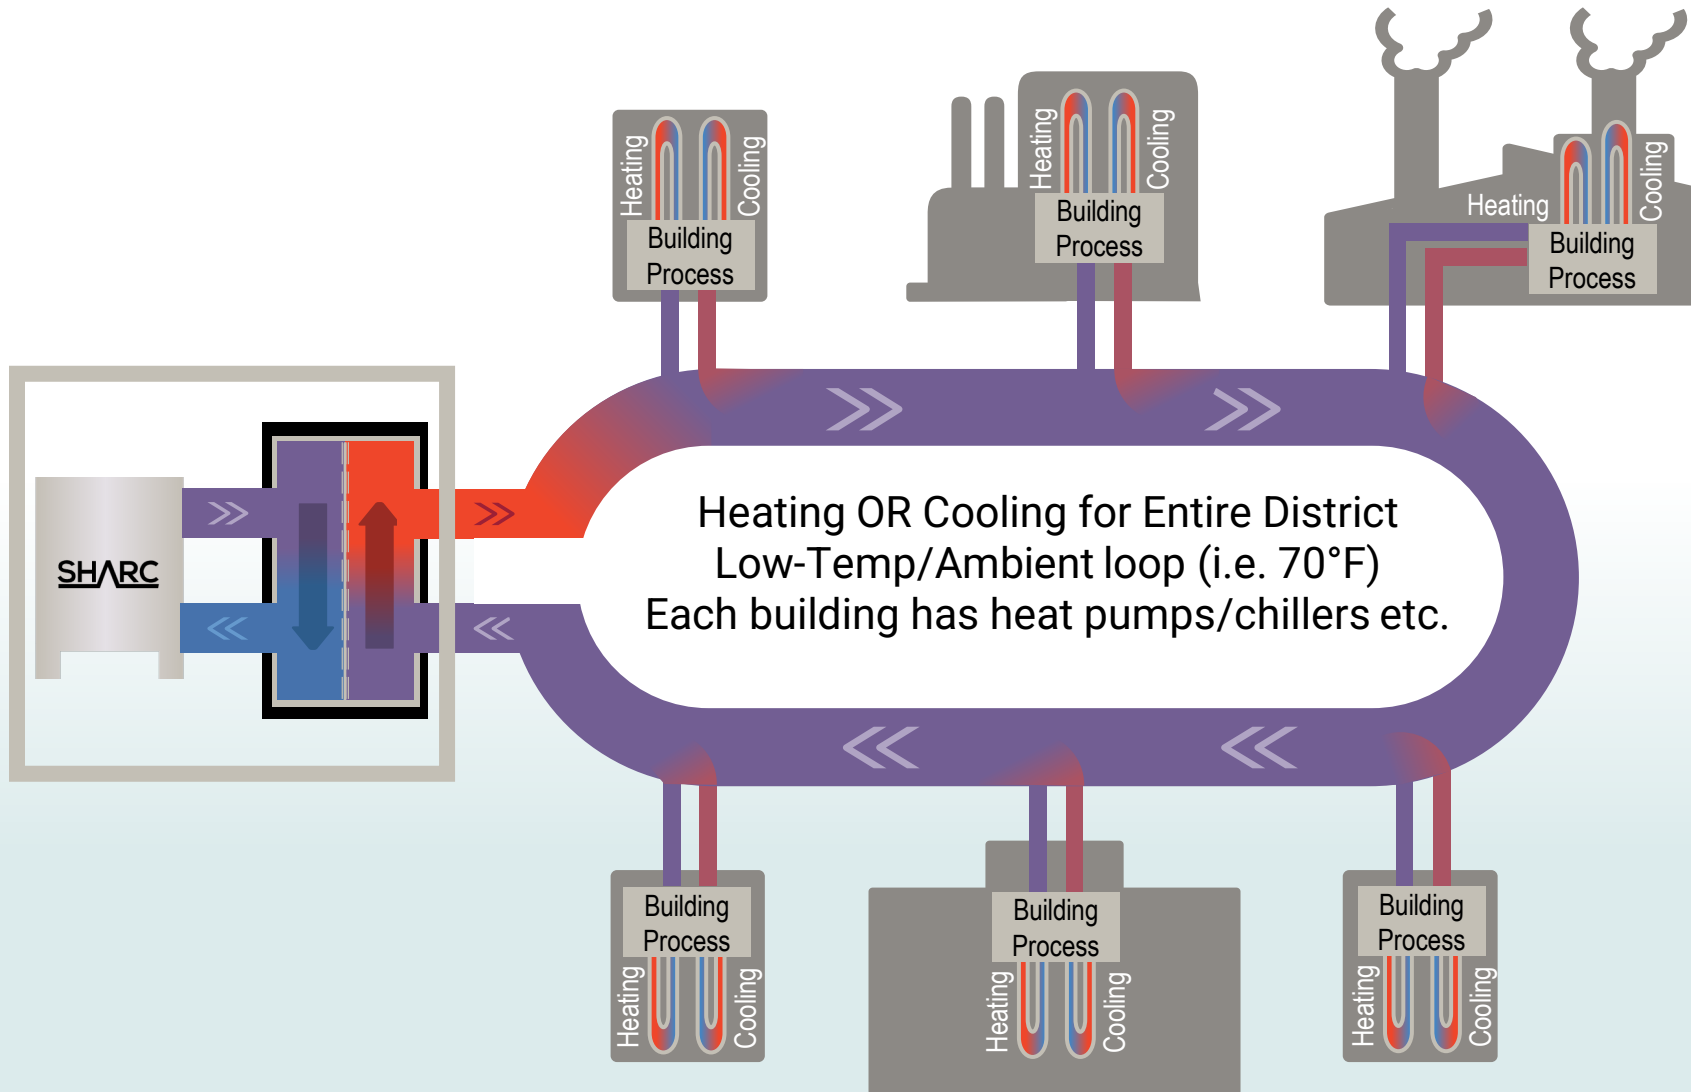 Heating
Cooling
Building
Process
Heating
Cooling
Building
Process
Heating
Cooling
Building
Process
SHARC
Heating OR Cooling for Entire District
Low-Temp/Ambient loop (i.e. 70°F)
Each building has heat pumps/chillers etc.
Building
Process
Heating
Cooling
Building
Process
Heating
Cooling
Building
Process
Heating
Cooling